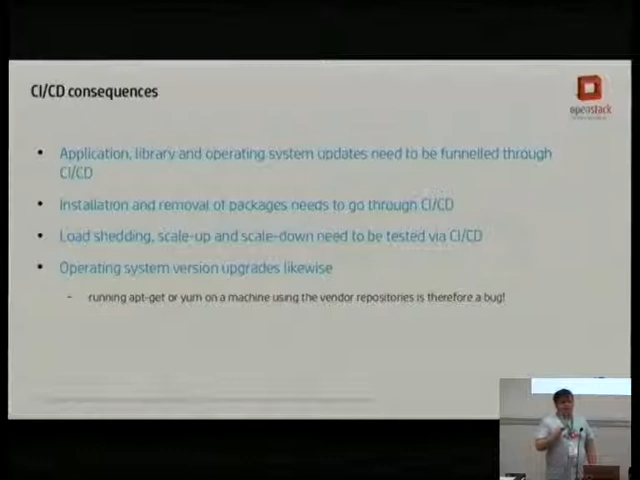 CI/CD consequences
openstack
• Application, library and operating system updates need to be funnelled through
CI/CD
• Installation and removal of packages needs to go through CI/CD
• Load shedding, scale-up and scale-down need to be tested via CI/CD
• Operating system version upgrades likewise
- running apt-get or yum on a machine using the vendor repositories is therefore a bug!